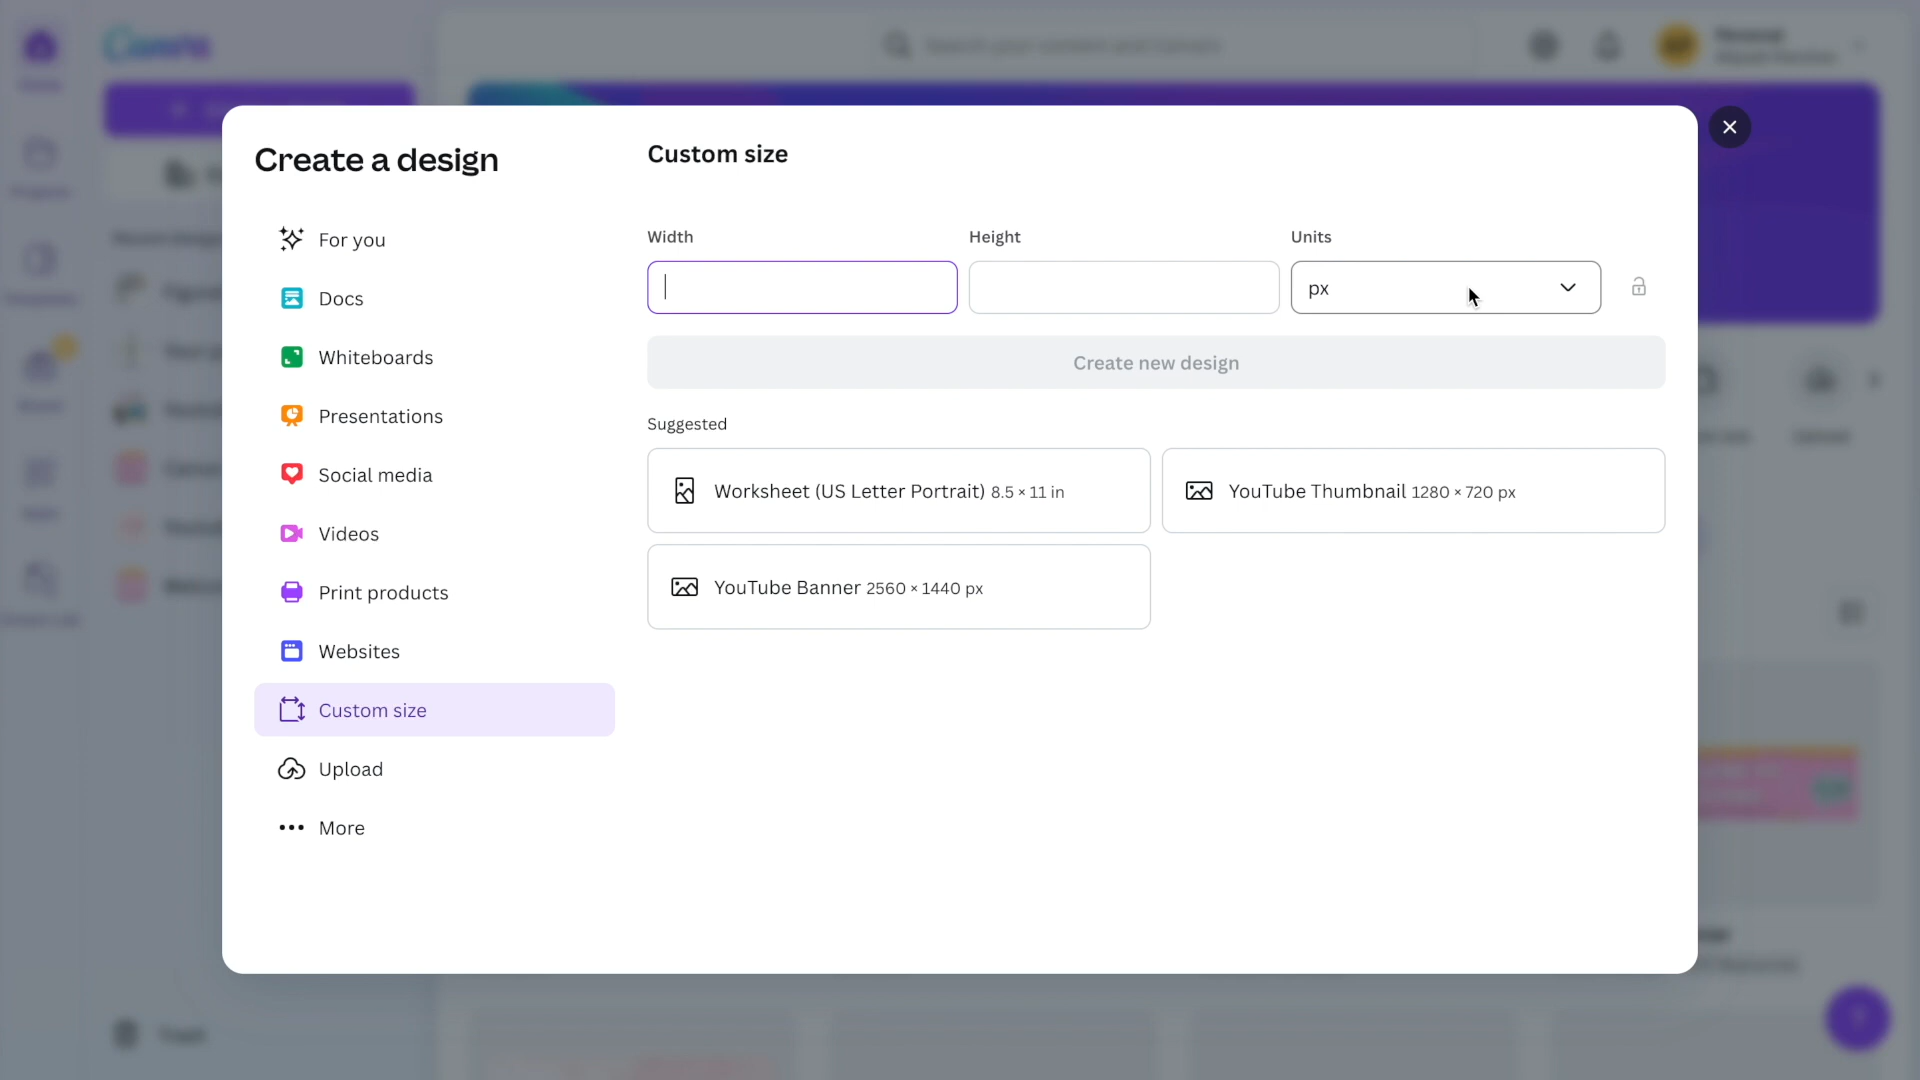 Canva
Create a design
For you
Docs
Whiteboards
Presentations
Social media
Videos
Print products
Websites
Custom size
Upload
More
Custom size
Width
Height
Units
px
Create new design
Suggested
Worksheet (US Letter Portrait) 8.5 × 11 in
YouTube Thumbnail 1280 × 720 px
YouTube Banner 2560 × 1440 px